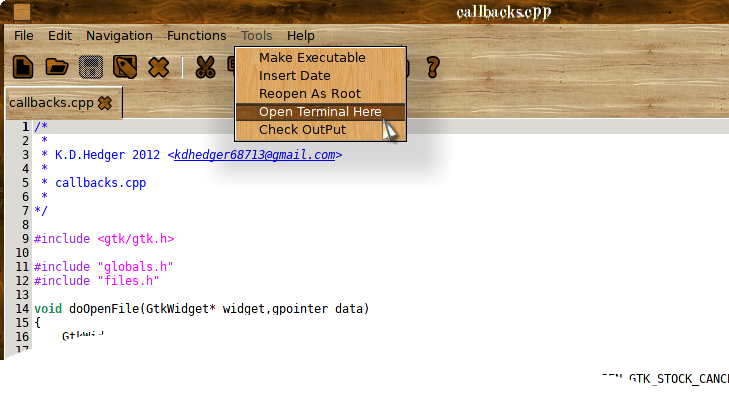 callbacks.cpp
File Edit Navigation Functions Tools Help
Make Executable
Insert Date
Reopen As Root
Open Terminal Here
Check OutPut
callbacks.cpp
1 /*
2 *
3 * K.D.Hedger 2012 <kdhedger68713@gmail.com>
4 *
5 * callbacks.cpp
6 *
7 */
8
9 #include <gtk/gtk.h>
10
11 #include "globals.h"
12 #include "files.h"
13
14 void doOpenFile(GtkWidget* widget,gpointer data)
15 {
16
17
GTK_STOCK_CANC